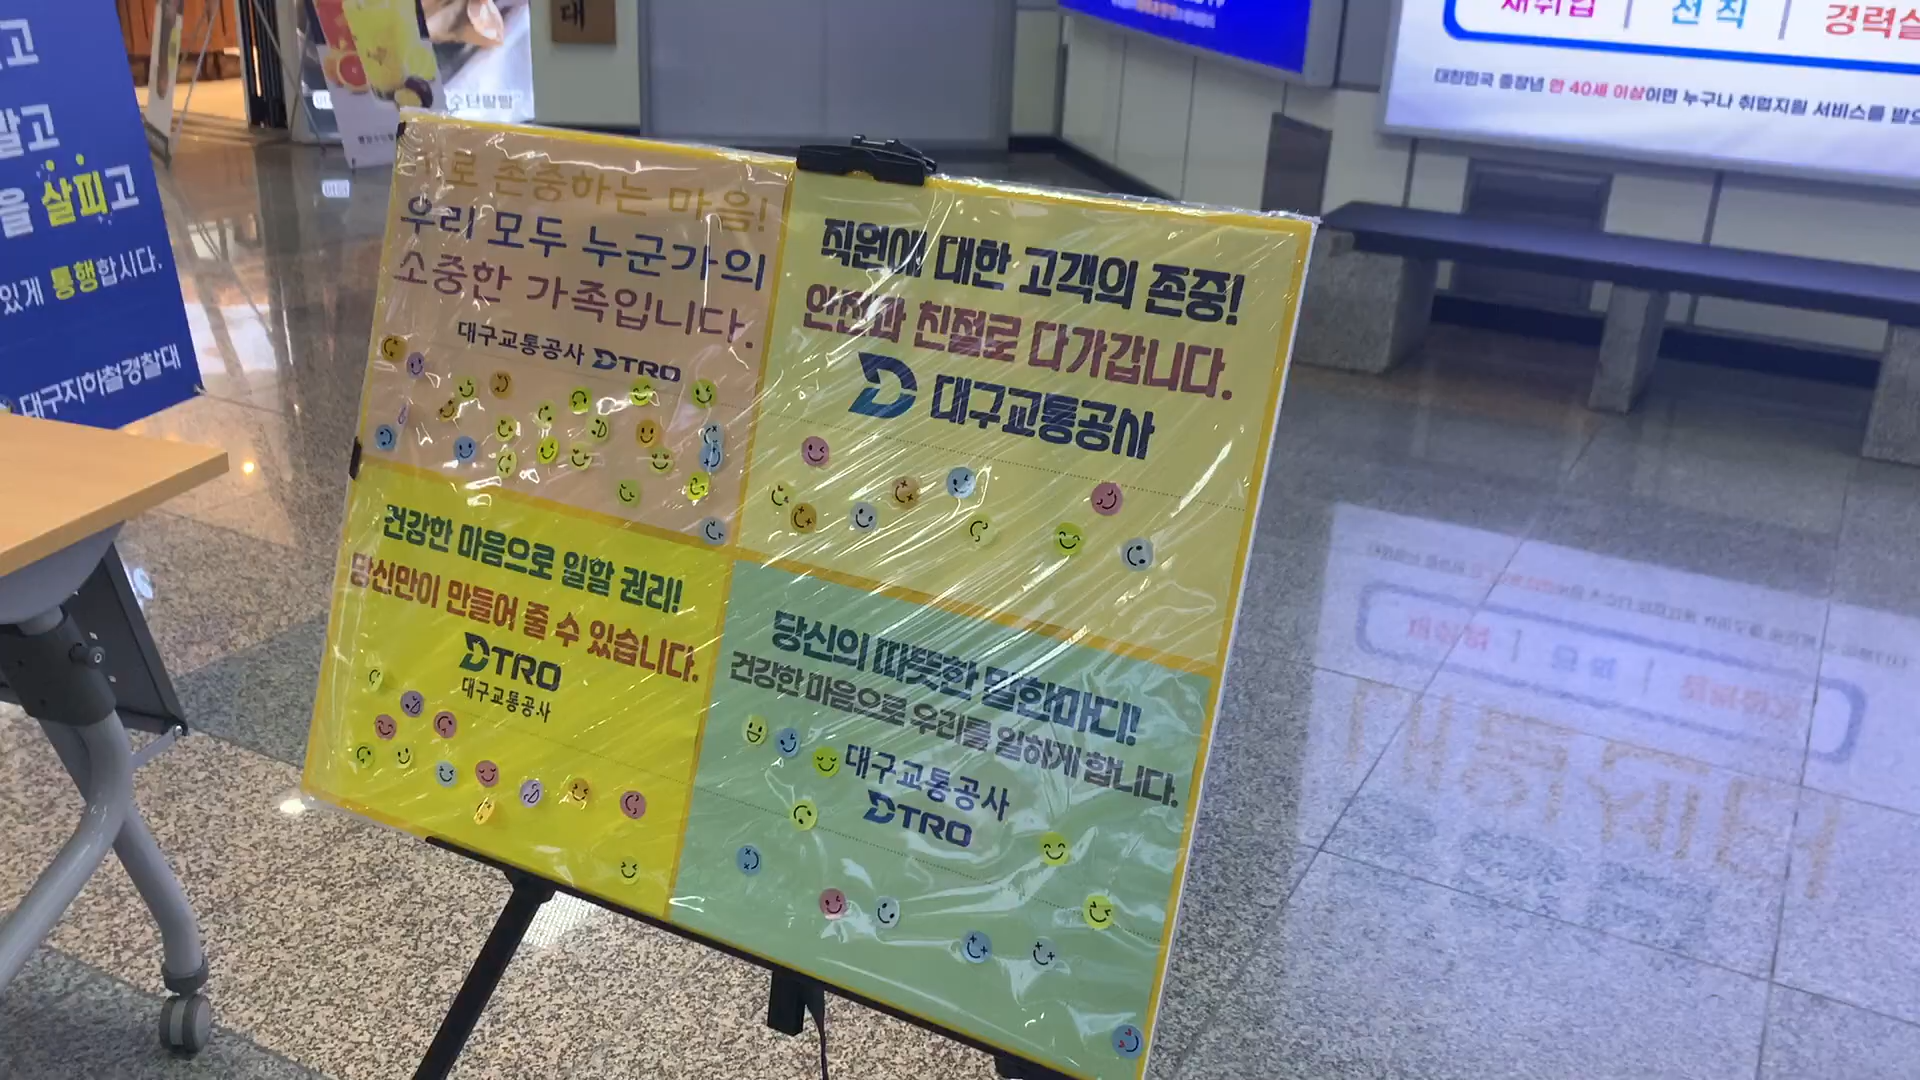 말고
을 살피고
있게 통행합시다.
대구지하철경찰대
대
로 존중하는 마음!
우리 모두 누군가의
소중한 가족입니다.
대구교통공사 DTRO
직원에 대한 고객의 존중!
안전과 친절로 다가갑니다.
대구교통공사
건강한 마음으로 일할 권리!
당신만이 만들어 줄 수 있습니다.
DTRO
대구교통공사
당신의 따뜻한 말한마디!
건강한 마음으로 우리를 일하게 합니다.
대구교통공사
DTRO
재취업 | 전직 |
대한민국 중장년 만 40세 이상이면 누구나 취업지원 서비스를